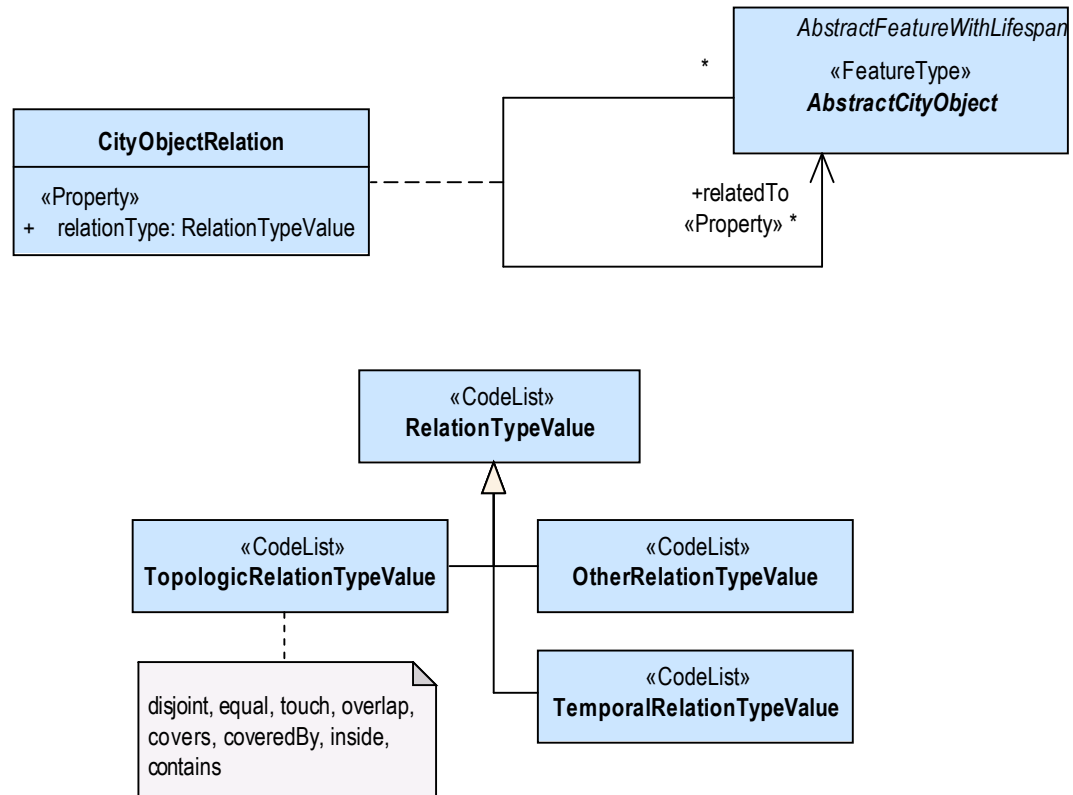 AbstractFeatureWithLifespan
«FeatureType»
AbstractCityObject
*
CityObjectRelation
«Property»
+ relationType: RelationTypeValue
+relatedTo
«Property» *
«CodeList»
RelationTypeValue
«CodeList»
TopologicRelationTypeValue
«CodeList»
OtherRelationTypeValue
«CodeList»
TemporalRelationTypeValue
disjoint, equal, touch, overlap,
covers, coveredBy, inside,
contains